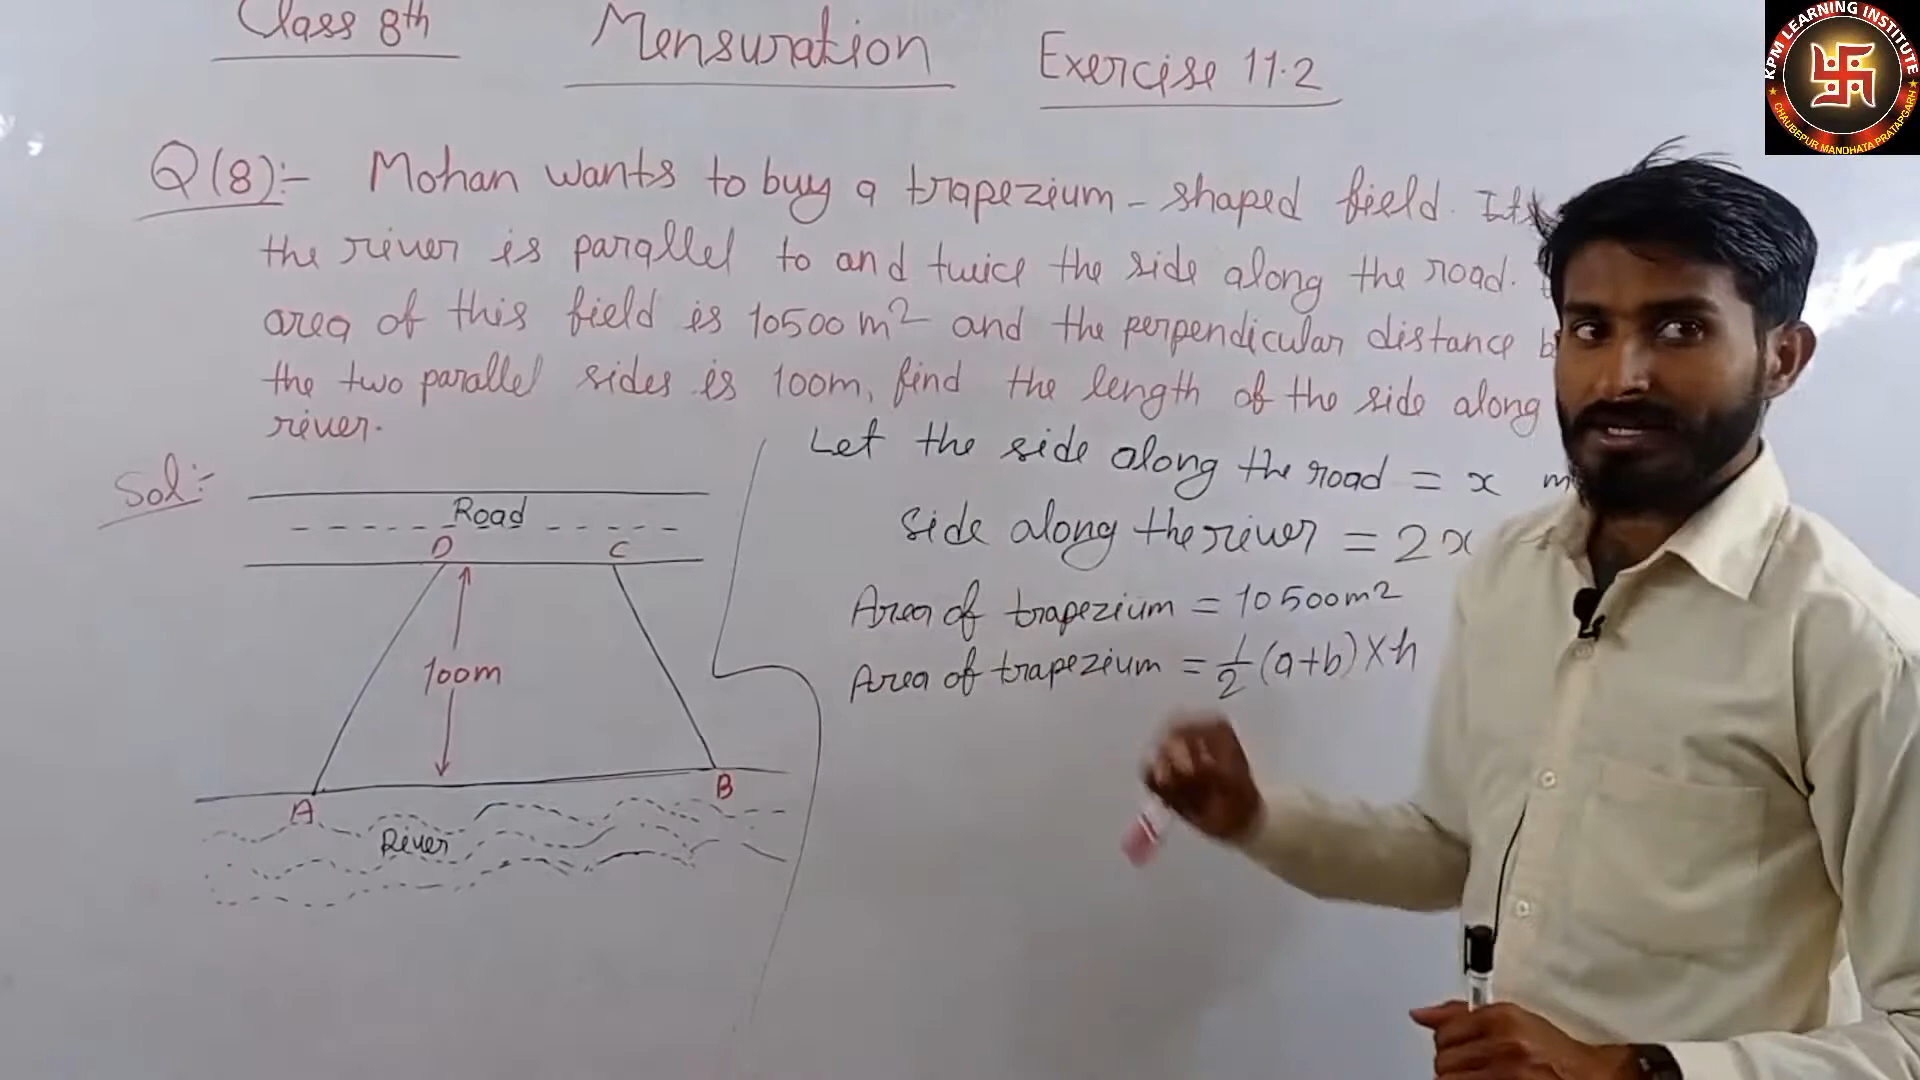 Class 8th Mensuration Exercise 11.2
KPM LEARNING INSTITUTE
CHAUBEPUR MANDHATA PRATAPGARH
Q(8):- Mohan wants to buy a trapezium - shaped field. Its
the river is parallel to and twice the side along the road.
area of this field is 10500 m² and the perpendicular distance
the two parallel sides is 100m, find the length of the side along
river.
Sol:-
Road
D C
100m
A B
River
Let the side along the road = x m
side along the river = 2x
Area of trapezium = 10500m²
Area of trapezium = 1/2 (a+b) × h